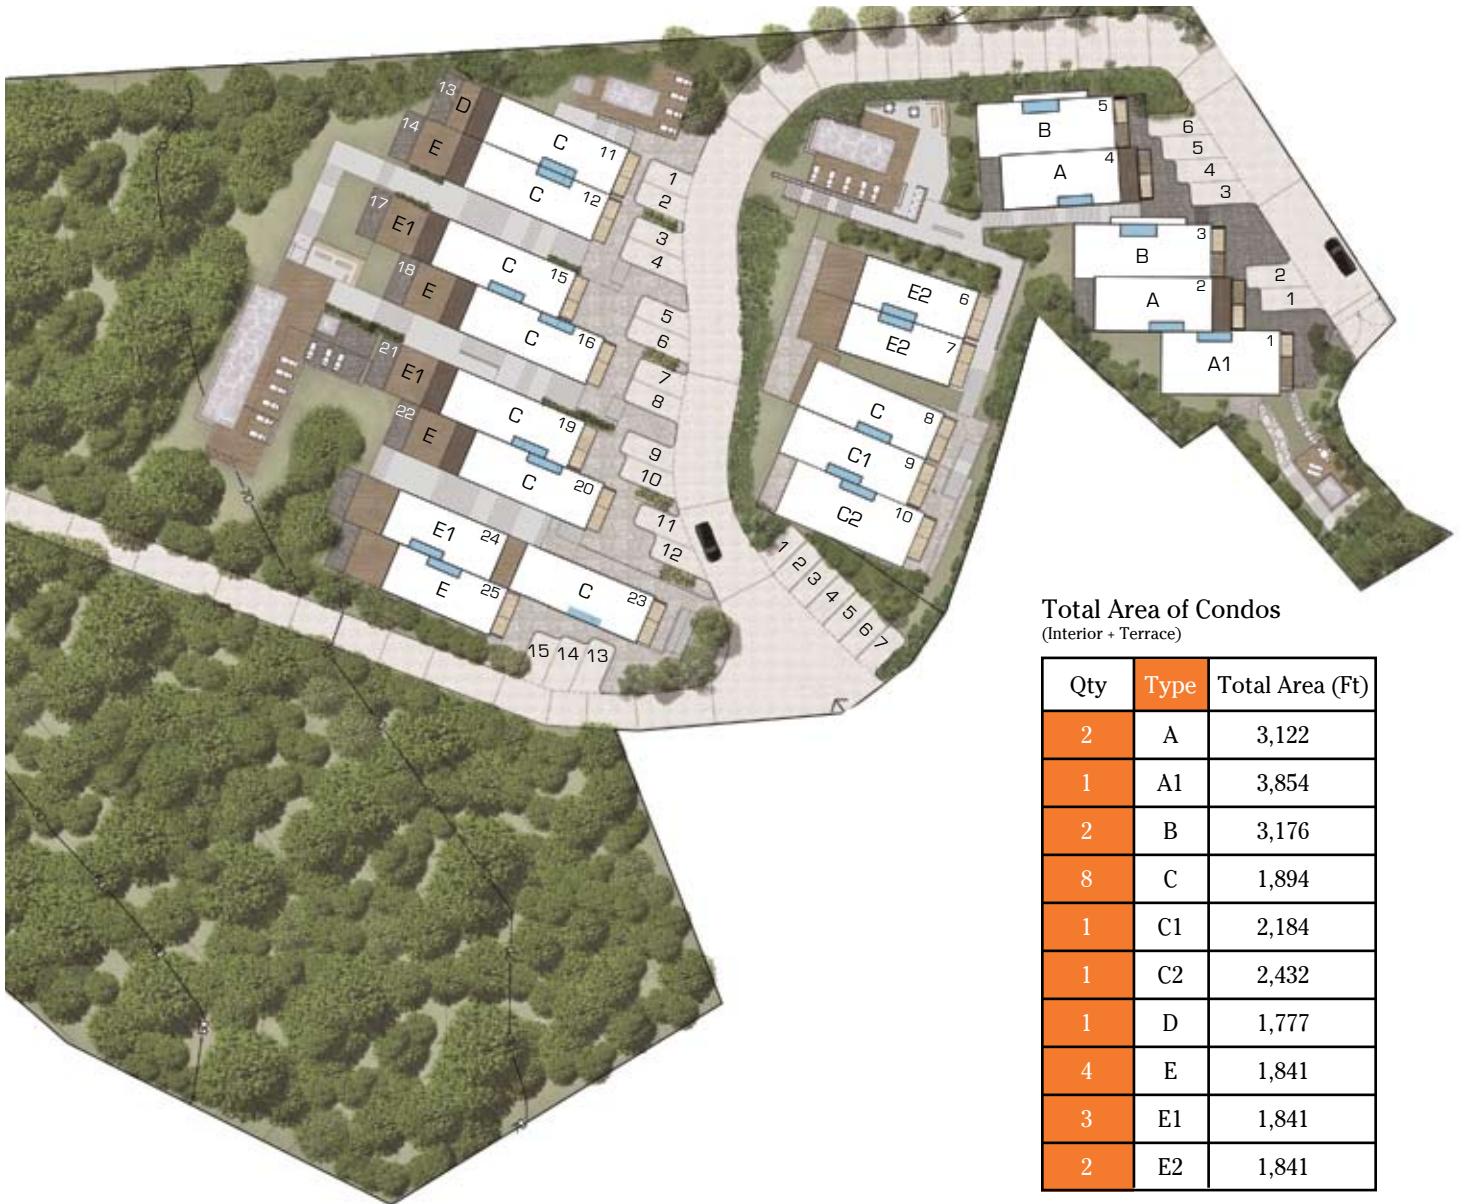 13
D
14
E
C
11
C
12
1
2
17
E1
3
4
18
E
C
15
C
16
5
6
21
E1
7
8
22
E
C
19
C
20
9
10
E1
24
11
12
E
25
C
23
15 14 13
B
5
A
4
6
5
4
3
B
3
A
2
2
1
A1
1
E2
6
E2
7
C
8
C1
9
C2
10
1
2
3
4
5
6
7
Total Area of Condos
(Interior + Terrace)
Qty Type Total Area (Ft)
2 A 3,122
1 A1 3,854
2 B 3,176
8 C 1,894
1 C1 2,184
1 C2 2,432
1 D 1,777
4 E 1,841
3 E1 1,841
2 E2 1,841